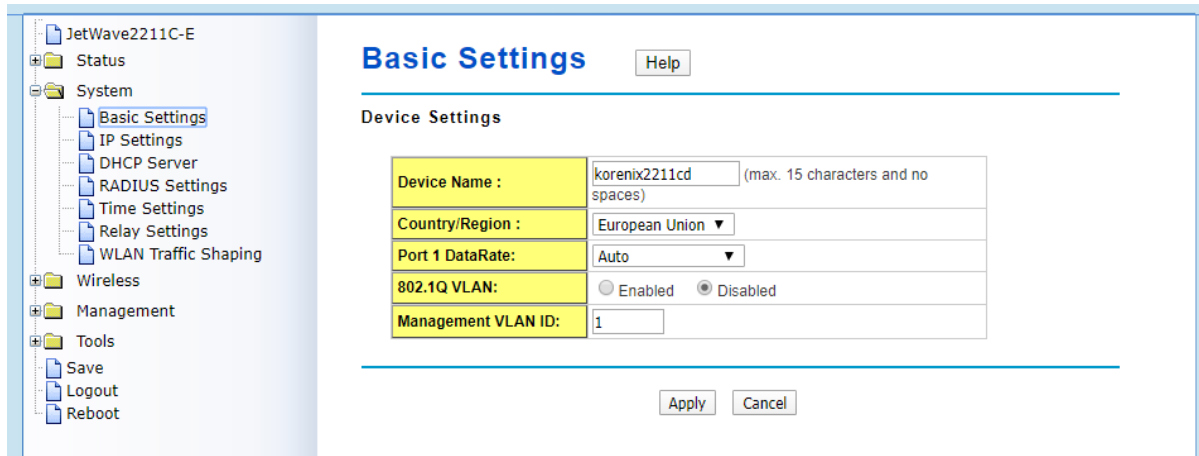 JetWave2211C-E
Status
System
Basic Settings
IP Settings
DHCP Server
RADIUS Settings
Time Settings
Relay Settings
WLAN Traffic Shaping
Wireless
Management
Tools
Save
Logout
Reboot
Basic Settings Help
Device Settings
Device Name : korenix2211cd (max. 15 characters and no
spaces)
Country/Region : European Union
Port 1 DataRate: Auto
802.1Q VLAN: Enabled Disabled
Management VLAN ID: 1
Apply Cancel